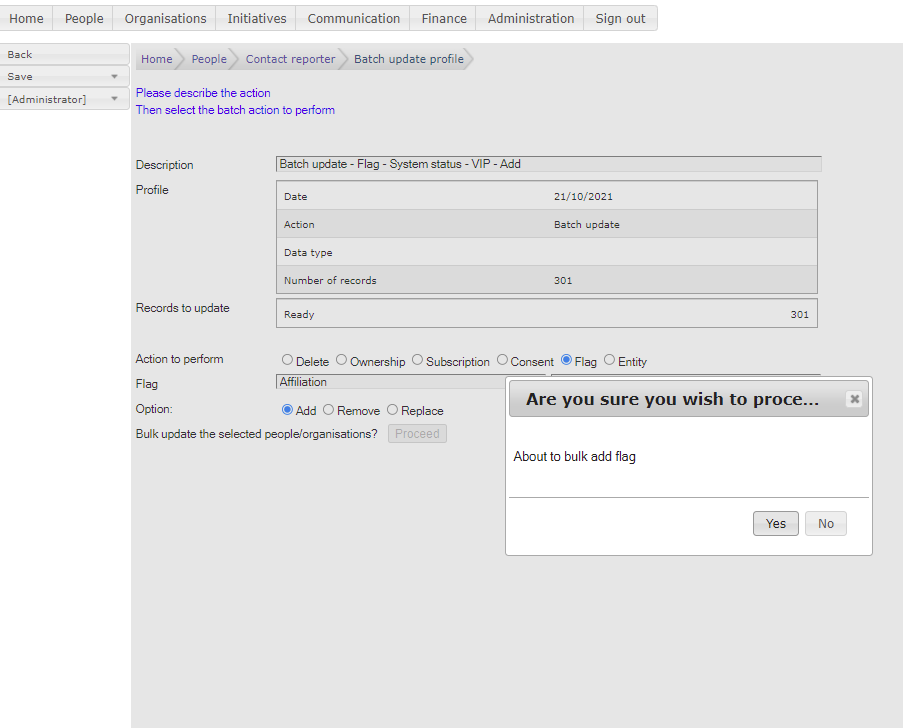 Home People Organisations Initiatives Communication Finance Administration Sign out
Back
Save
[Administrator]
Home People Contact reporter Batch update profile
Please describe the action
Then select the batch action to perform
Description Batch update - Flag - System status - VIP - Add
Profile
Date 21/10/2021
Action Batch update
Data type
Number of records 301
Records to update
Ready 301
Action to perform Delete Ownership Subscription Consent Flag Entity
Flag Affiliation
Option: Add Remove Replace
Bulk update the selected people/organisations? Proceed
Are you sure you wish to proce...
About to bulk add flag
Yes No